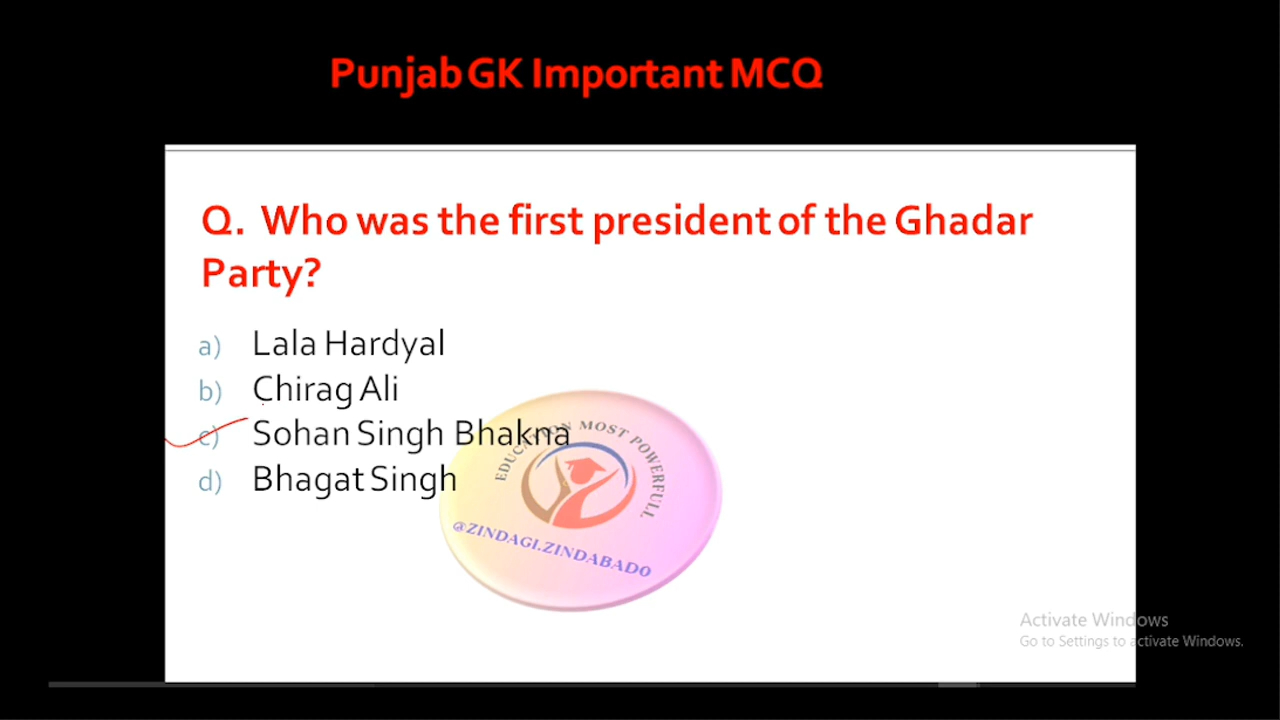 Punjab GK Important MCQ
Q. Who was the first president of the Ghadar
Party?
a) Lala Hardyal
b) Chirag Ali
c) Sohan Singh Bhakna
d) Bhagat Singh
EDUCATION MOST POWERFULL
@ZINDAGI.ZINDABAD0
Activate Windows
Go to Settings to activate Windows.